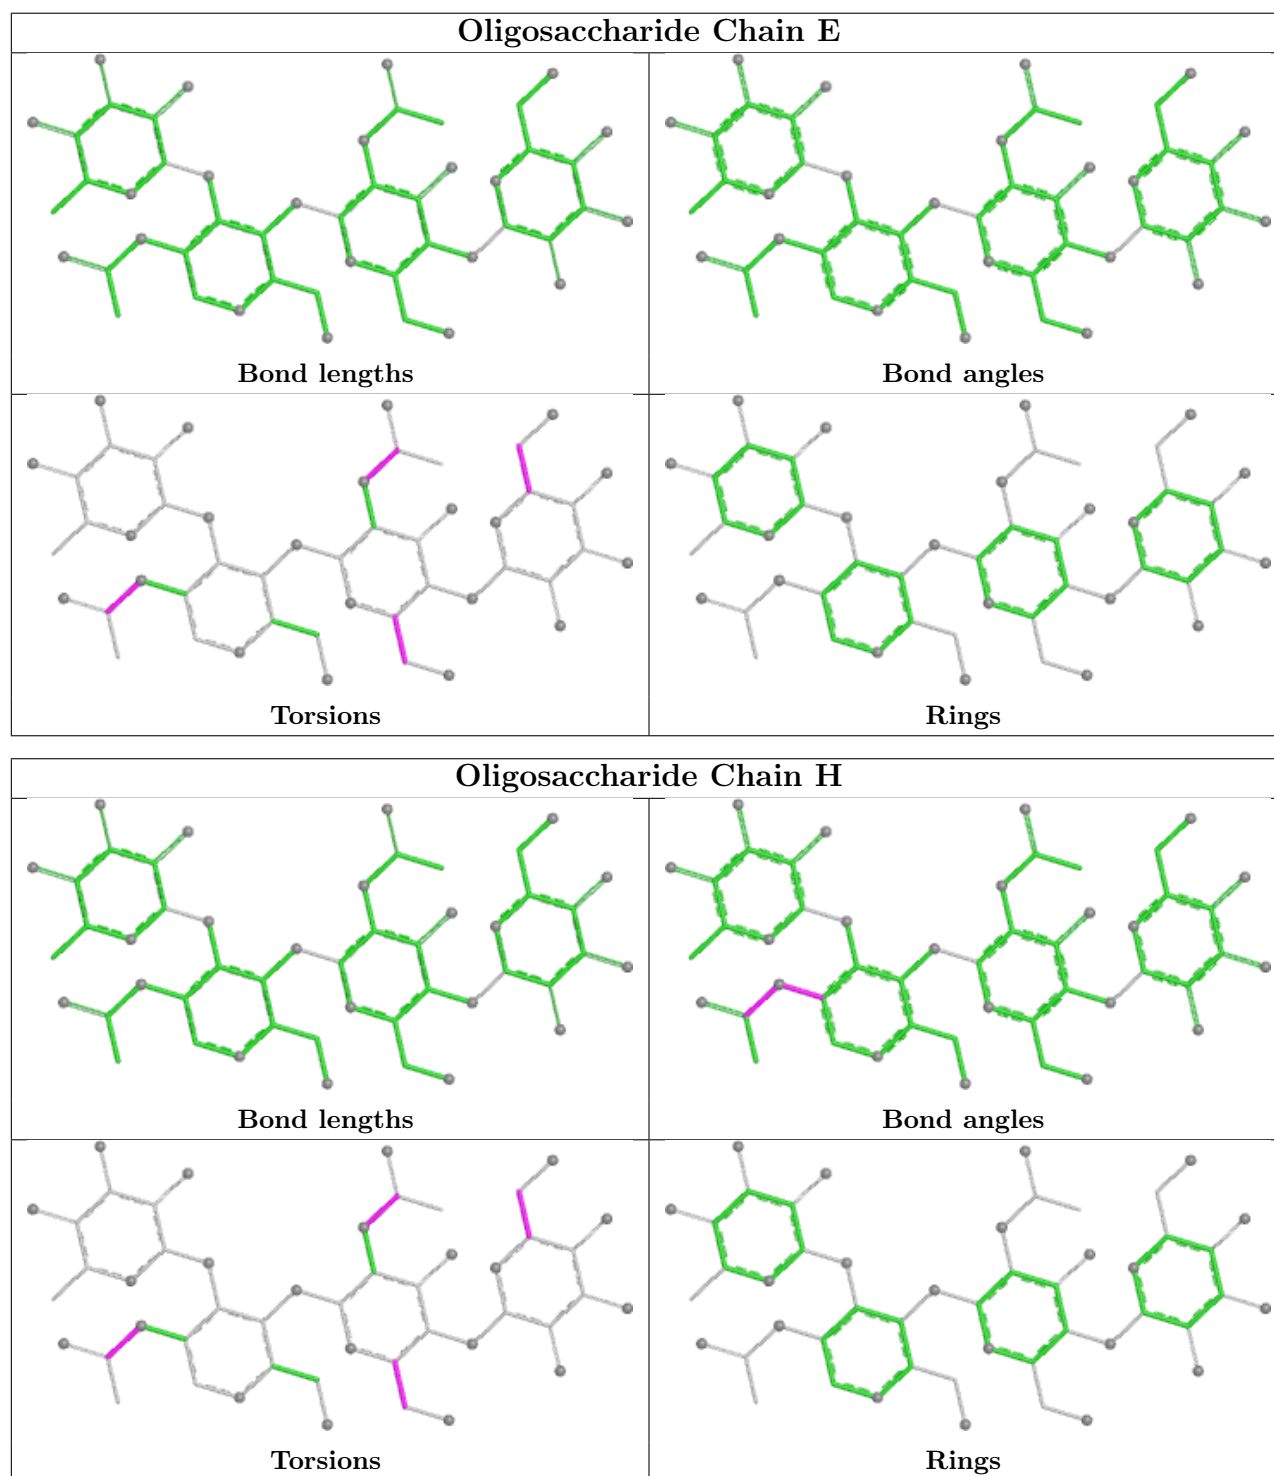 Oligosaccharide Chain E
Bond lengths
Bond angles
Torsions
Rings
Oligosaccharide Chain H
Bond lengths
Bond angles
Torsions
Rings